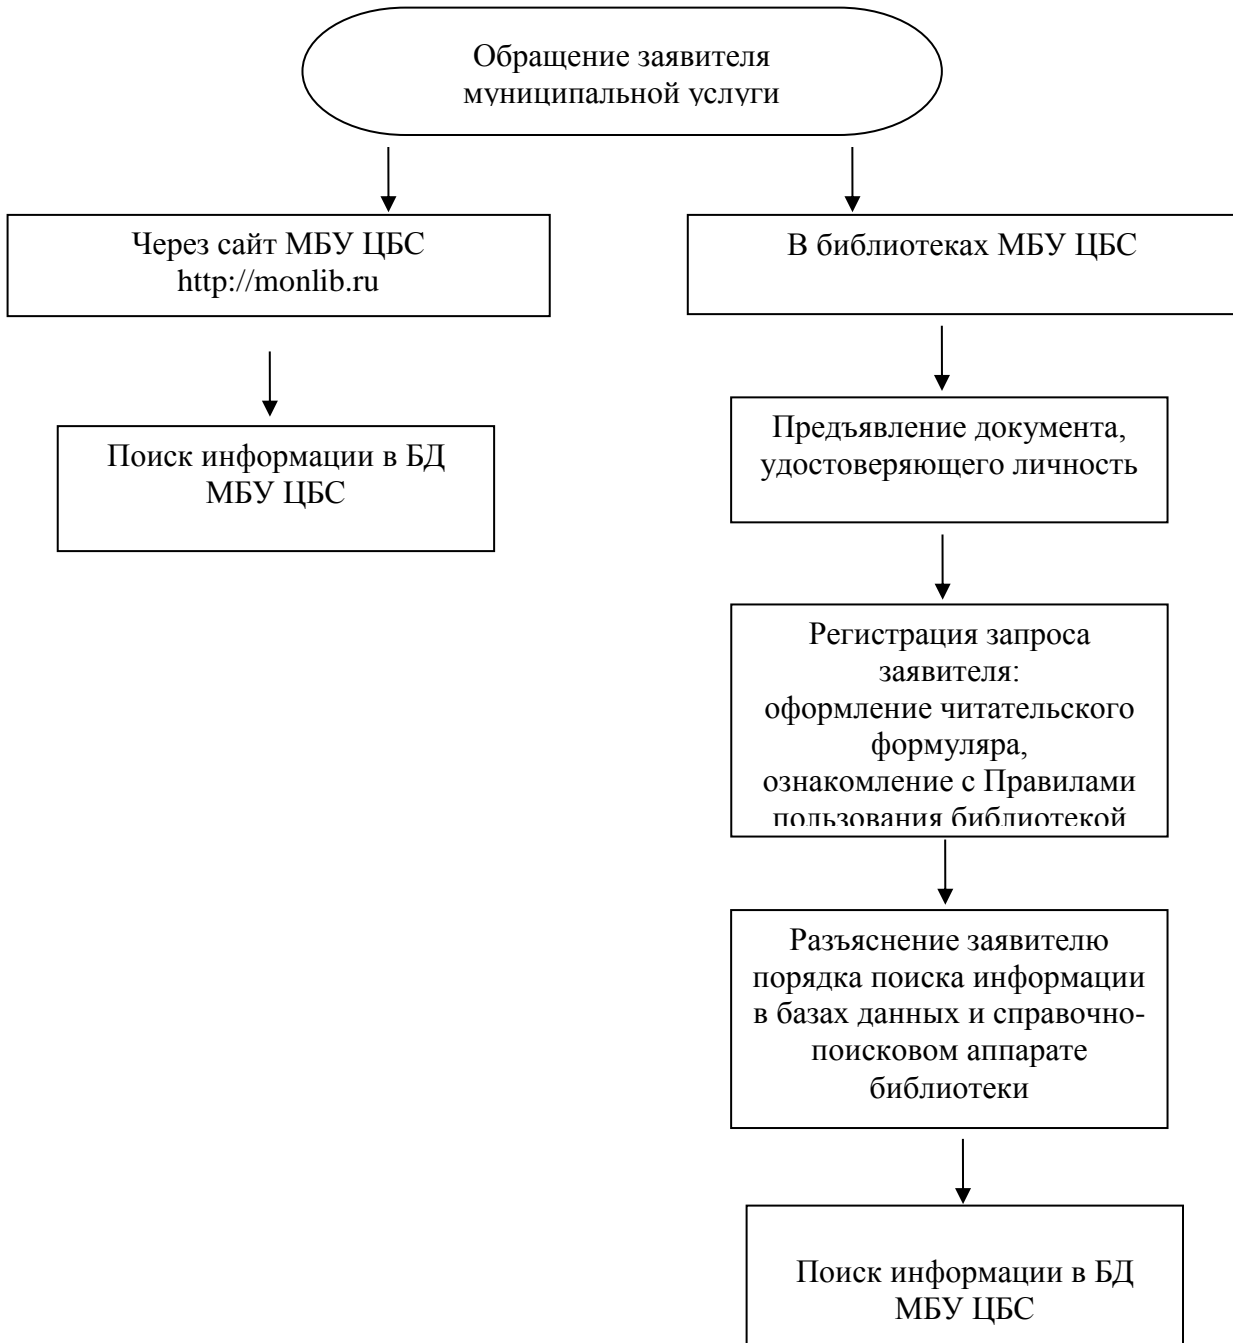 Обращение заявителя
муниципальной услуги
Через сайт МБУ ЦБС
http://monlib.ru
В библиотеках МБУ ЦБС
Поиск информации в БД
МБУ ЦБС
Предъявление документа,
удостоверяющего личность
Регистрация запроса
заявителя:
оформление читательского
формуляра,
ознакомление с Правилами
пользования библиотекой
Разъяснение заявителю
порядка поиска информации
в базах данных и справочно-
поисковом аппарате
библиотеки
Поиск информации в БД
МБУ ЦБС